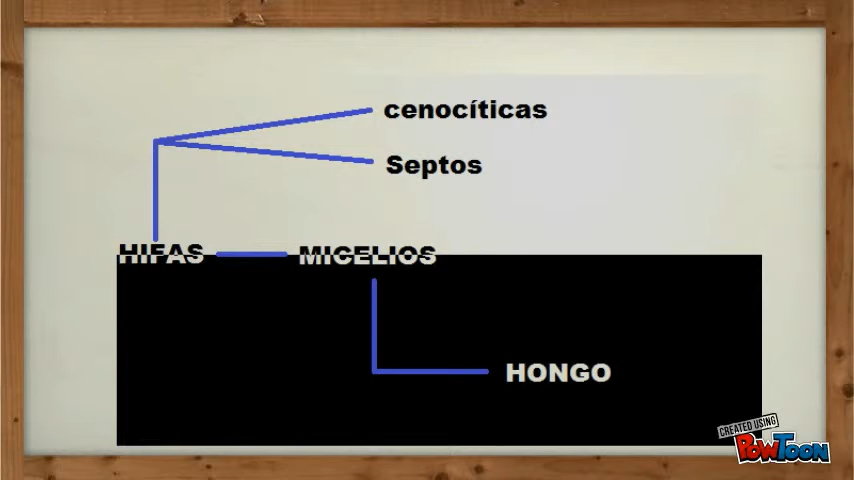 cenocíticas
Septos
HIFAS MICELIOS
HONGO
CREATED USING
POWTOON